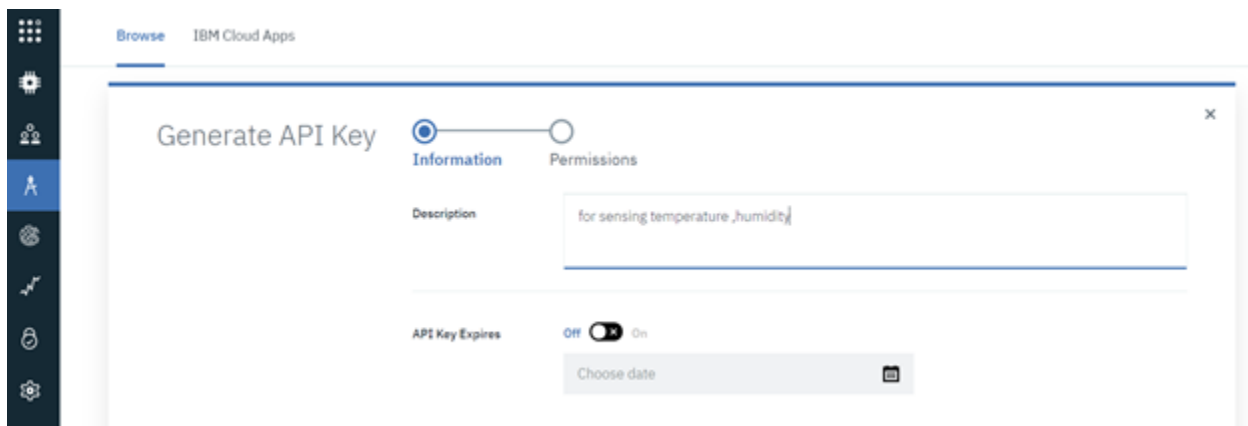 Browse IBM Cloud Apps
Generate API Key
Information Permissions
Description for sensing temperature ,humidity
API Key Expires Off On
Choose date